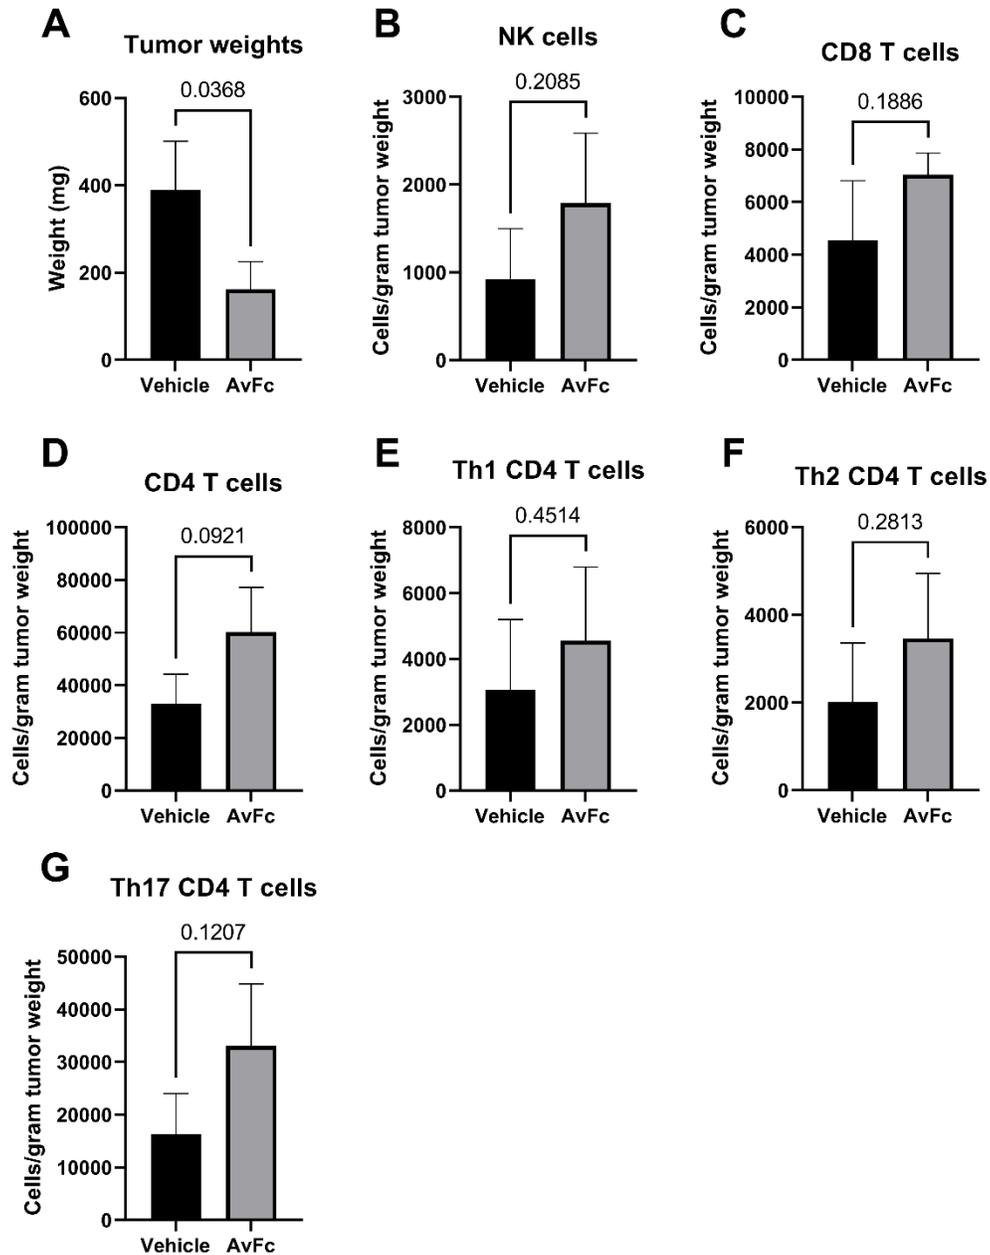 A
Tumor weights
0.0368
Weight (mg)
600
400
200
0
Vehicle AvFc
B
NK cells
0.2085
Cells/gram tumor weight
3000
2000
1000
0
Vehicle AvFc
C
CD8 T cells
0.1886
Cells/gram tumor weight
10000
8000
6000
4000
2000
0
Vehicle AvFc
D
CD4 T cells
0.0921
Cells/gram tumor weight
100000
80000
60000
40000
20000
0
Vehicle AvFc
E
Th1 CD4 T cells
0.4514
Cells/gram tumor weight
8000
6000
4000
2000
0
Vehicle AvFc
F
Th2 CD4 T cells
0.2813
Cells/gram tumor weight
6000
4000
2000
0
Vehicle AvFc
G
Th17 CD4 T cells
0.1207
Cells/gram tumor weight
50000
40000
30000
20000
10000
0
Vehicle AvFc